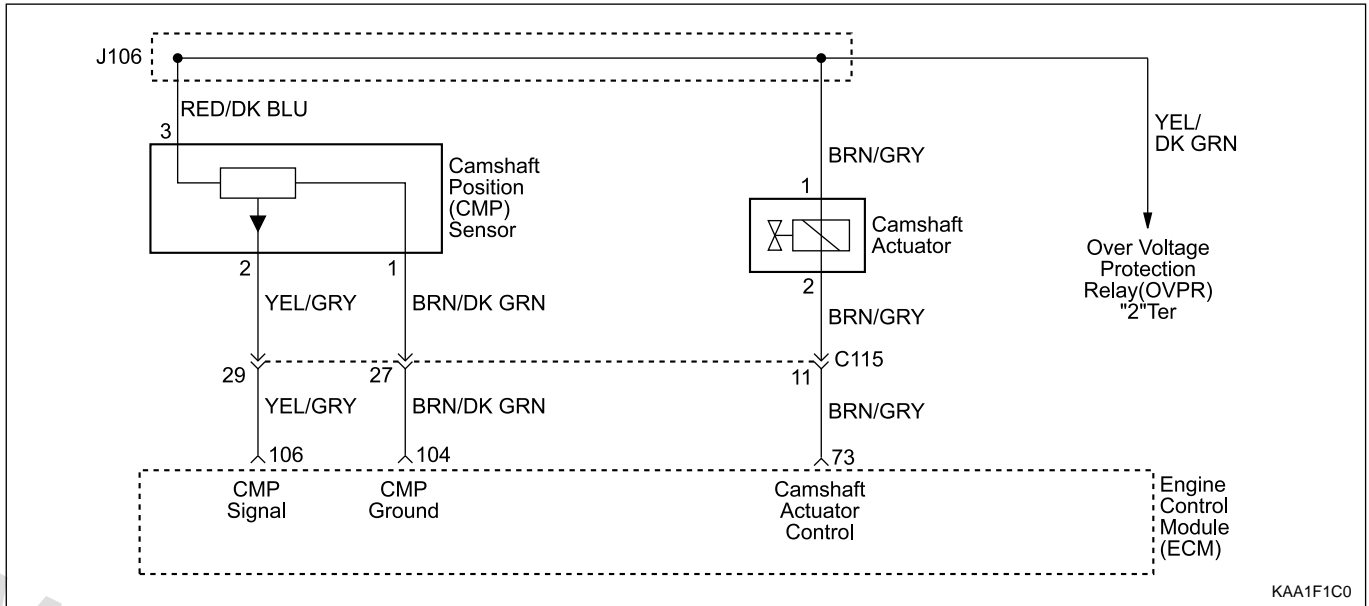 J106
RED/DK BLU
3
YEL/
DK GRN
BRN/GRY
1
Camshaft
Position
(CMP)
Sensor
Camshaft
Actuator
Over Voltage
Protection
Relay(OVPR)
"2"Ter
2
1
2
YEL/GRY
BRN/DK GRN
BRN/GRY
C115
29
27
11
YEL/GRY
BRN/DK GRN
BRN/GRY
106
104
73
CMP
Signal
CMP
Ground
Camshaft
Actuator
Control
Engine
Control
Module
(ECM)
KAA1F1C0